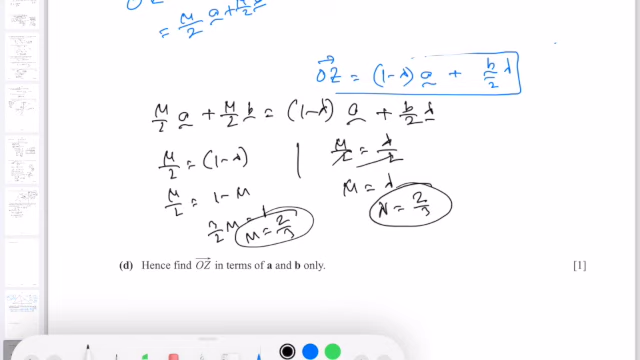 = μ/2 a + μ/2 b
OZ = (1-λ) a + b/2 λ
μ/2 a + μ/2 b = (1-λ) a + b/2 λ
μ/2 = (1-λ) | μ/2 = λ/2
μ/2 = 1-μ
μ = λ
3/2 μ = 1
μ = 2/3
λ = 2/3
(d) Hence find OZ in terms of a and b only. [1]